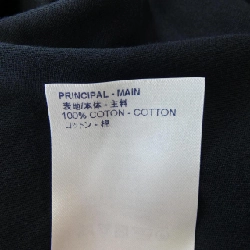 PRINCIPAL - MAIN
表地/本体 - 主料
100% COTON - COTTON
コットン - 棉